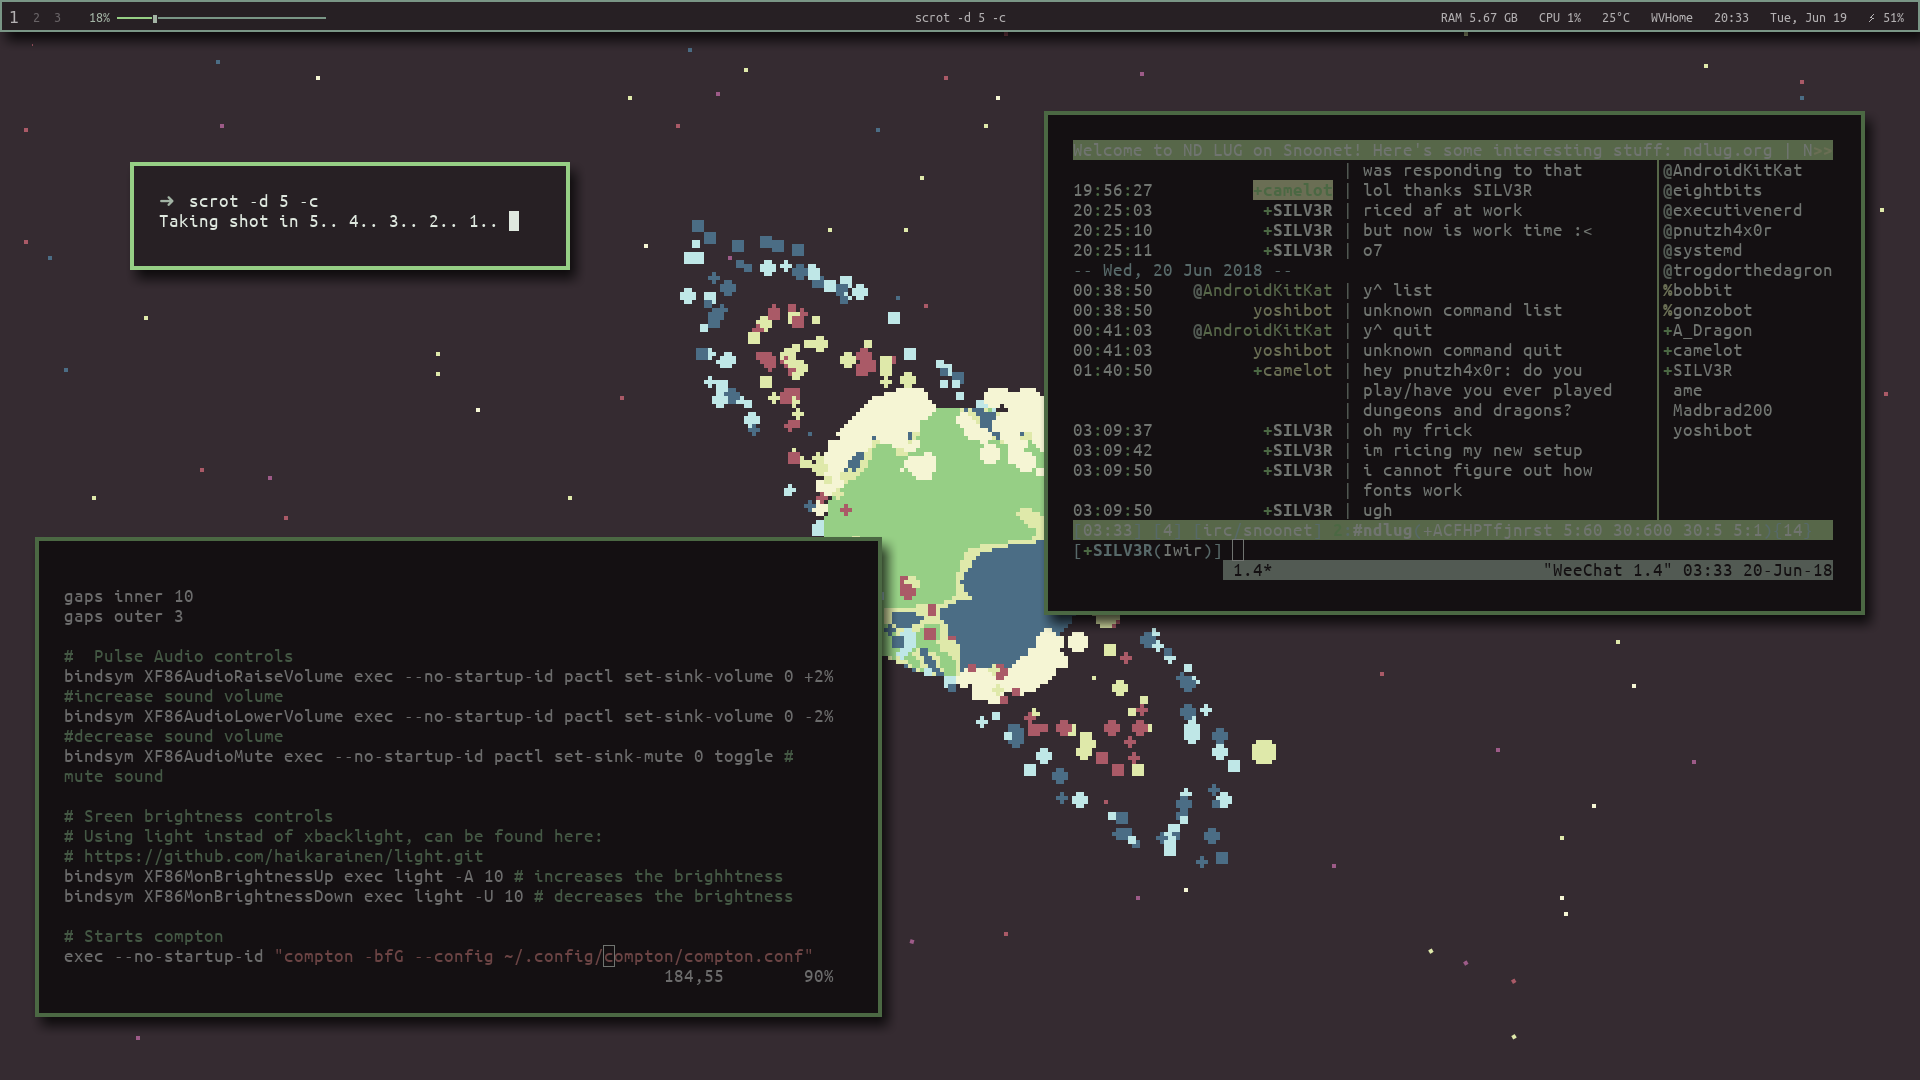 1 2 3 18% scrot -d 5 -c RAM 5.67 GB CPU 1% 25°C WVHome 20:33 Tue, Jun 19 ⚡ 51%
➜ scrot -d 5 -c
Taking shot in 5.. 4.. 3.. 2.. 1..
Welcome to ND LUG on Snoonet! Here's some interesting stuff: ndlug.org | N>>
| was responding to that @AndroidKitKat
19:56:27 +camelot | lol thanks SILV3R @eightbits
20:25:03 +SILV3R | riced af at work @executivenerd
20:25:10 +SILV3R | but now is work time :< @pnutzh4x0r
20:25:11 +SILV3R | o7 @systemd
-- Wed, 20 Jun 2018 -- @trogdorthedagron
00:38:50 @AndroidKitKat | y^ list %bobbit
00:38:50 yoshibot | unknown command list %gonzobot
00:41:03 @AndroidKitKat | y^ quit +A_Dragon
00:41:03 yoshibot | unknown command quit +camelot
01:40:50 +camelot | hey pnutzh4x0r: do you +SILV3R
| play/have you ever played ame
| dungeons and dragons? Madbrad200
03:09:37 +SILV3R | oh my frick yoshibot
03:09:42 +SILV3R | im ricing my new setup
03:09:50 +SILV3R | i cannot figure out how
| fonts work
03:09:50 +SILV3R | ugh
[03:33] [4] [irc/snoonet] #ndlug(+ACFHPTfjnrst 5:60 30:600 30:5 5:1){14}
[+SILV3R(Iwir)]
1.4* "WeeChat 1.4" 03:33 20-Jun-18
gaps inner 10
gaps outer 3
#  Pulse Audio controls
bindsym XF86AudioRaiseVolume exec --no-startup-id pactl set-sink-volume 0 +2%
#increase sound volume
bindsym XF86AudioLowerVolume exec --no-startup-id pactl set-sink-volume 0 -2%
#decrease sound volume
bindsym XF86AudioMute exec --no-startup-id pactl set-sink-mute 0 toggle #
mute sound
# Sreen brightness controls
# Using light instad of xbacklight, can be found here:
# https://github.com/haikarainen/light.git
bindsym XF86MonBrightnessUp exec light -A 10 # increases the brighhtness
bindsym XF86MonBrightnessDown exec light -U 10 # decreases the brightness
# Starts compton
exec --no-startup-id "compton -bfG --config ~/.config/compton/compton.conf"
184,55 90%